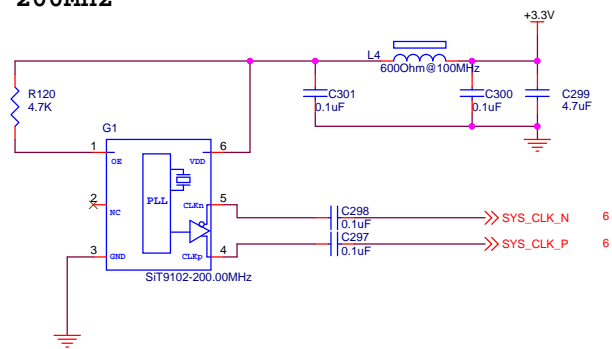 200MHz
+3.3V
L4
600Ohm@100MHz
R120
4.7K
C301
0.1uF
C300
0.1uF
C299
4.7uF
G1
1
OE
VDD
6
2
NC
PLL
CLKn
5
C298
0.1uF
SYS_CLK_N
6
3
GND
CLKp
4
C297
0.1uF
SYS_CLK_P
6
SiT9102-200.00MHz